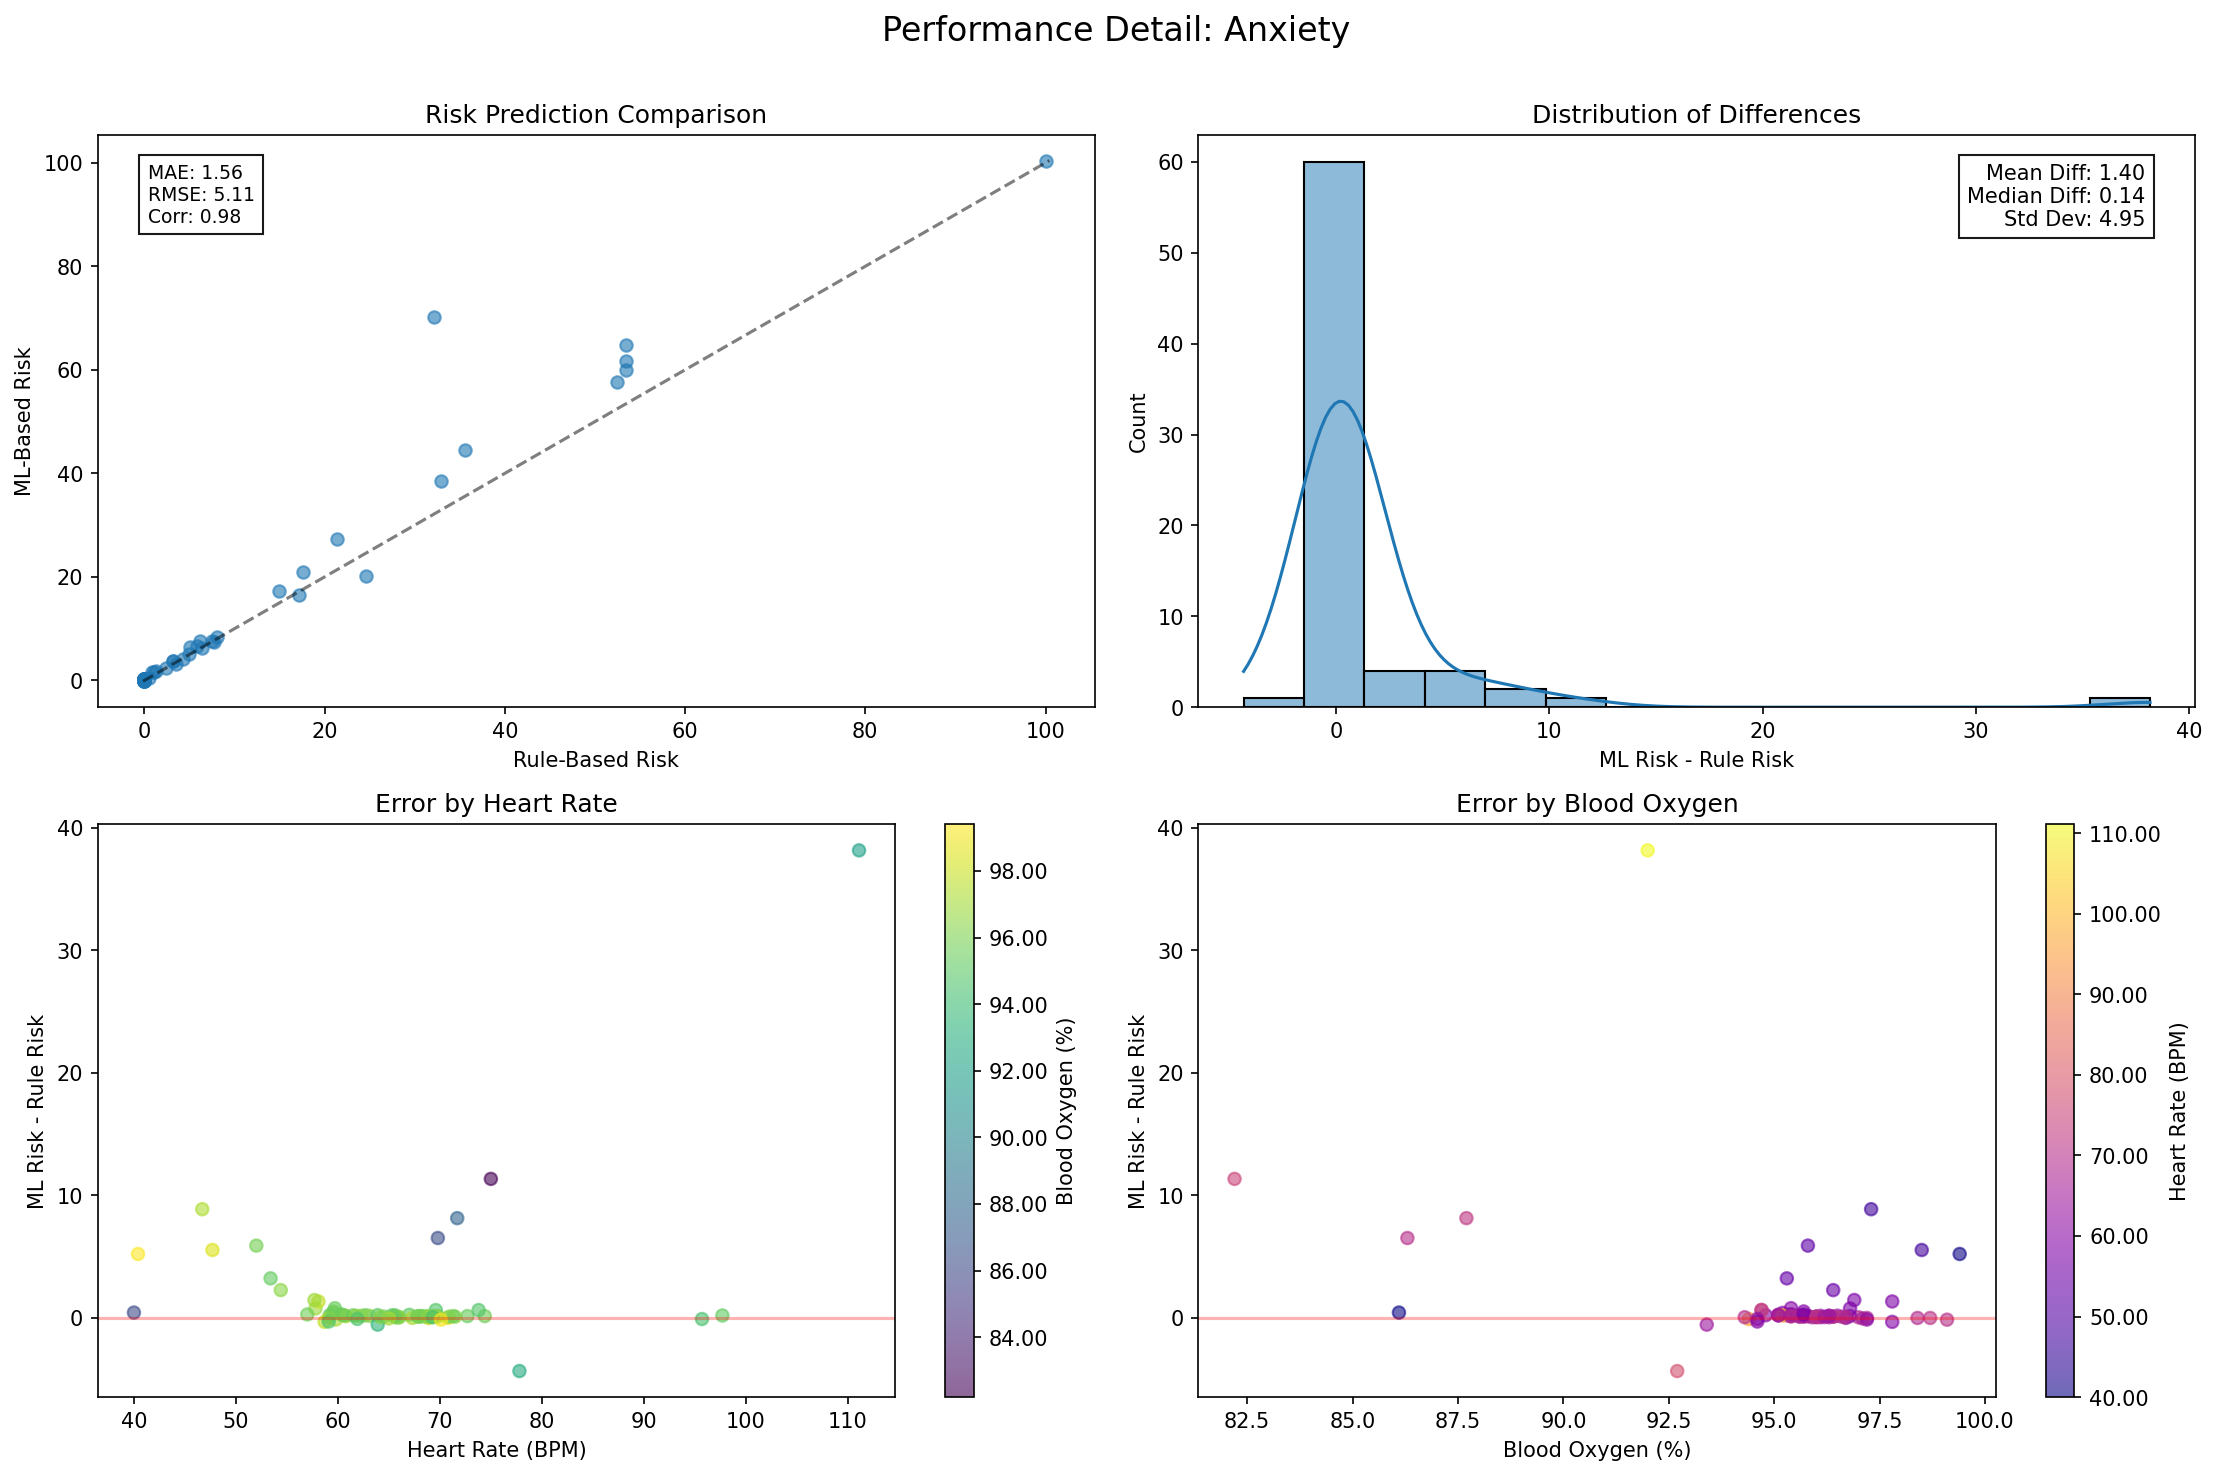 Performance Detail: Anxiety
Risk Prediction Comparison
MAE: 1.56
RMSE: 5.11
Corr: 0.98
100
80
60
40
20
0
ML-Based Risk
0 20 40 60 80 100
Rule-Based Risk
Distribution of Differences
Mean Diff: 1.40
Median Diff: 0.14
Std Dev: 4.95
60
50
40
30
20
10
0
Count
0 10 20 30 40
ML Risk - Rule Risk
Error by Heart Rate
40
30
20
10
0
ML Risk - Rule Risk
40 50 60 70 80 90 100 110
Heart Rate (BPM)
98.00
96.00
94.00
92.00
90.00
88.00
86.00
84.00
Blood Oxygen (%)
Error by Blood Oxygen
40
30
20
10
0
ML Risk - Rule Risk
82.5 85.0 87.5 90.0 92.5 95.0 97.5 100.0
Blood Oxygen (%)
110.00
100.00
90.00
80.00
70.00
60.00
50.00
40.00
Heart Rate (BPM)